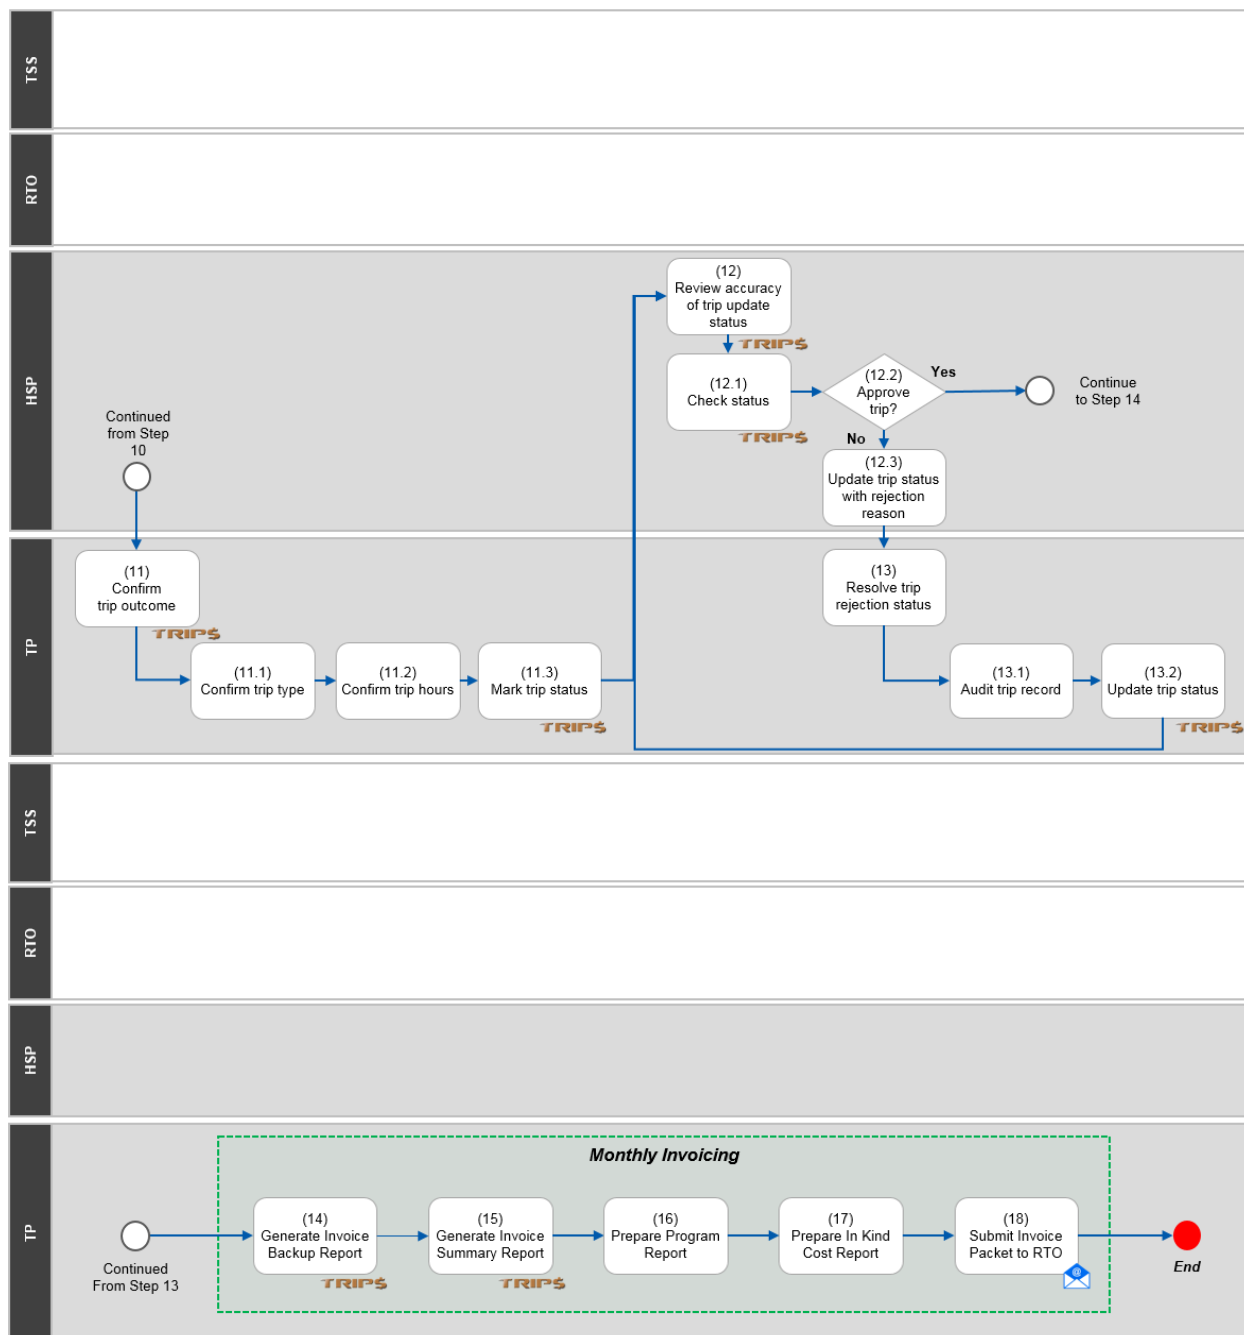 TSS
RTO
HSP
(12)
Review accuracy
of trip update
status
TRIP$
(12.1)
Check status
TRIP$
(12.2)
Approve
trip?
Yes
Continue
to Step 14
No
(12.3)
Update trip status
with rejection
reason
Continued
from Step
10
TP
(11)
Confirm
trip outcome
TRIP$
(11.1)
Confirm trip type
(11.2)
Confirm trip hours
(11.3)
Mark trip status
TRIP$
(13)
Resolve trip
rejection status
(13.1)
Audit trip record
(13.2)
Update trip status
TRIP$
TSS
RTO
HSP
TP
Monthly Invoicing
Continued
From Step 13
(14)
Generate Invoice
Backup Report
TRIP$
(15)
Generate Invoice
Summary Report
TRIP$
(16)
Prepare Program
Report
(17)
Prepare In Kind
Cost Report
(18)
Submit Invoice
Packet to RTO
@
End